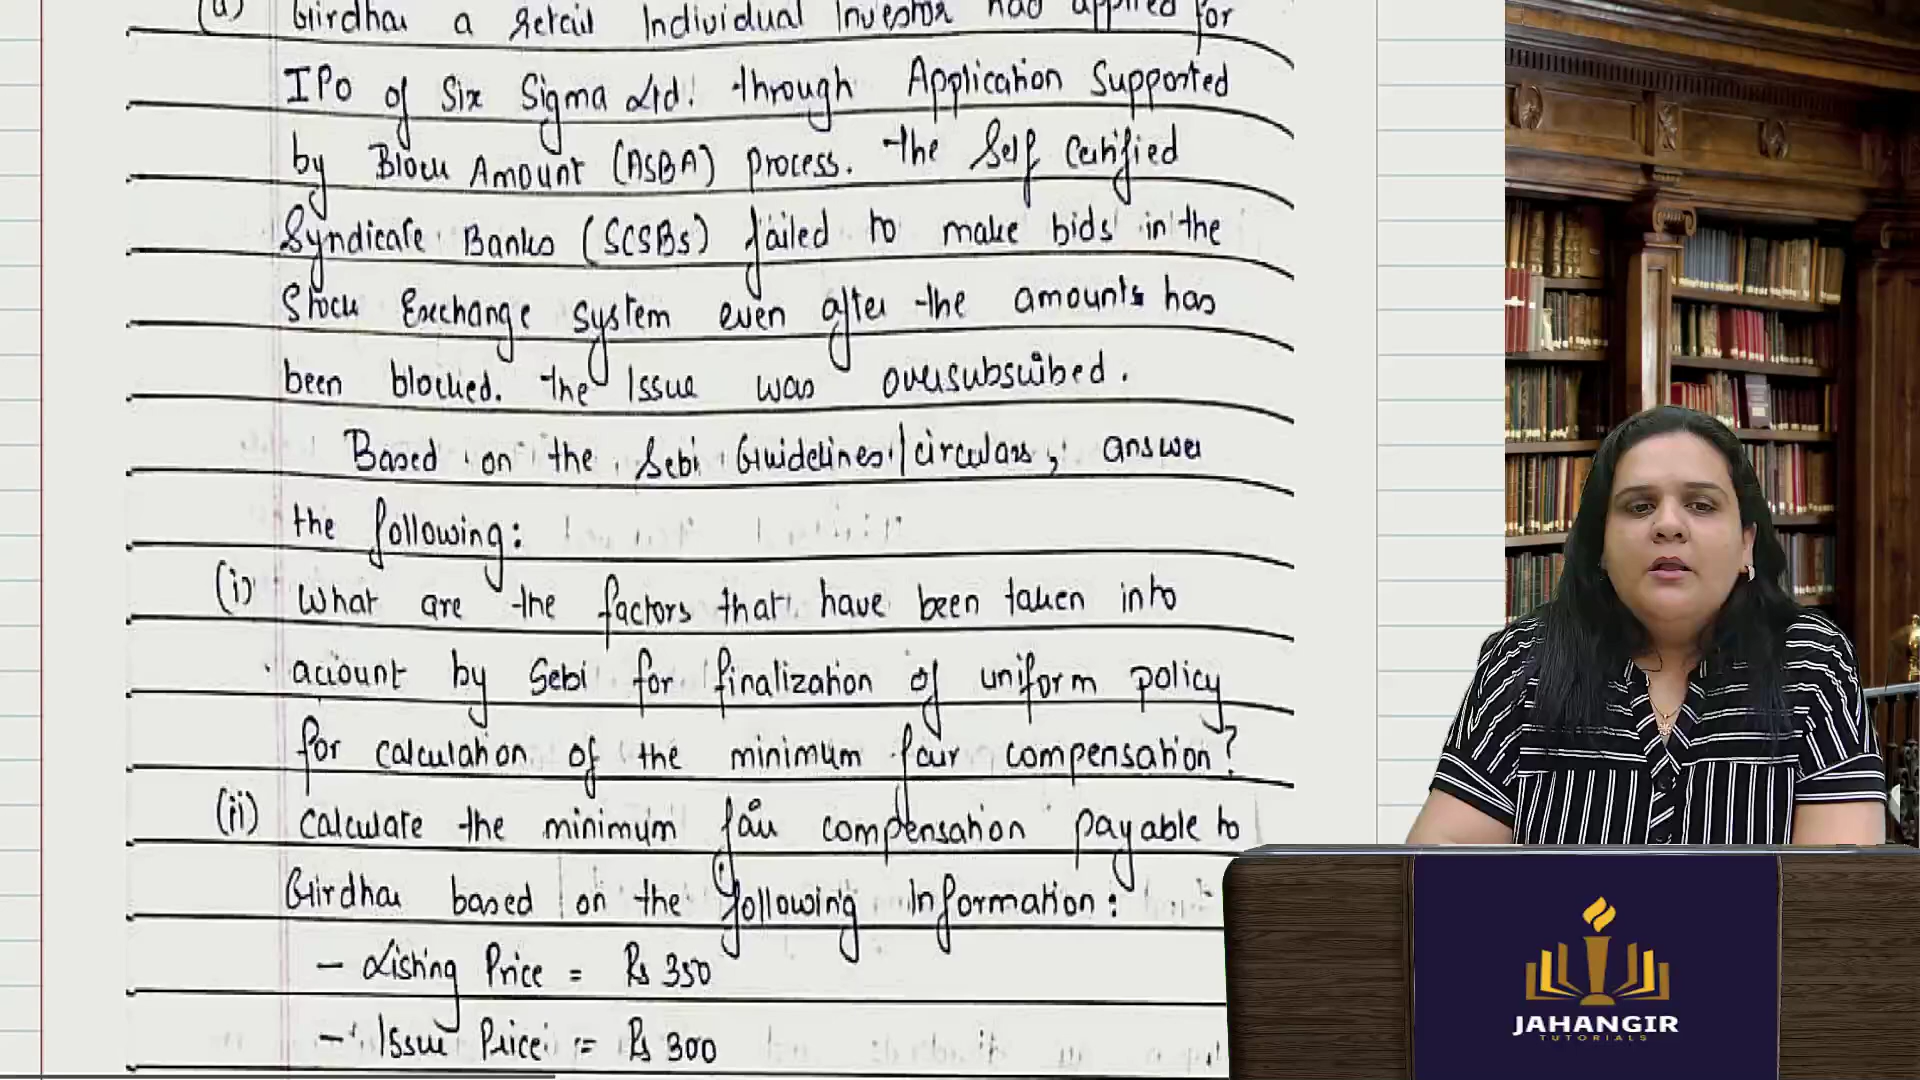 (a) Girdhar a retail Individual Investor had applied for
IPO of Six Sigma Ltd. through Application Supported
by Block Amount (ASBA) process. The Self Certified
Syndicate Banks (SCSBs) failed to make bids in the
Stock Exchange system even after the amounts has
been blocked. The Issue was oversubscribed.
Based on the Sebi Guidelines/circulars, answer
the following:
(i) What are the factors that have been taken into
account by Sebi for finalization of uniform policy
for calculation of the minimum fair compensation?
(ii) Calculate the minimum fair compensation payable to
Girdhar based on the following Information:
- Listing Price = Rs 350
- Issue Price = Rs 300
JAHANGIR
TUTORIALS